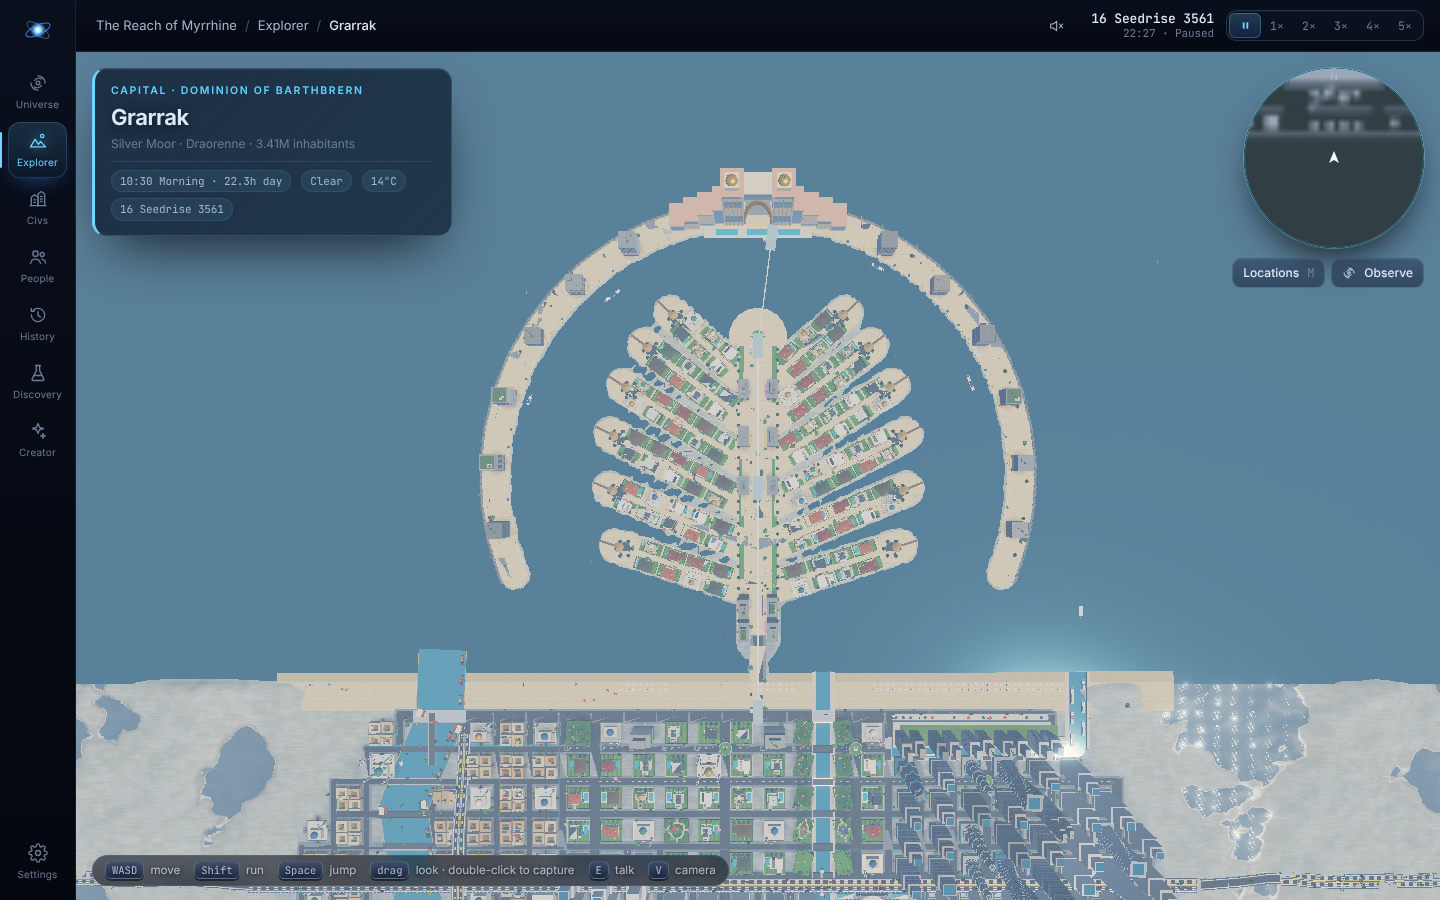 The Reach of Myrrhine / Explorer / Grarrak
16 Seedrise 3561
22:27 · Paused
1× 2× 3× 4× 5×
Universe
Explorer
Civs
People
History
Discovery
Creator
Settings
CAPITAL · DOMINION OF BARTHBRERN
Grarrak
Silver Moor · Draorenne · 3.41M inhabitants
10:30 Morning · 22.3h day
Clear
14°C
16 Seedrise 3561
N
Locations M
Observe
WASD move Shift run Space jump drag look · double-click to capture E talk V camera